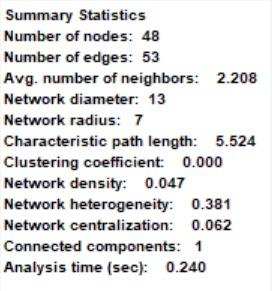 Summary Statistics
Number of nodes: 48
Number of edges: 53
Avg. number of neighbors: 2.208
Network diameter: 13
Network radius: 7
Characteristic path length: 5.524
Clustering coefficient: 0.000
Network density: 0.047
Network heterogeneity: 0.381
Network centralization: 0.062
Connected components: 1
Analysis time (sec): 0.240